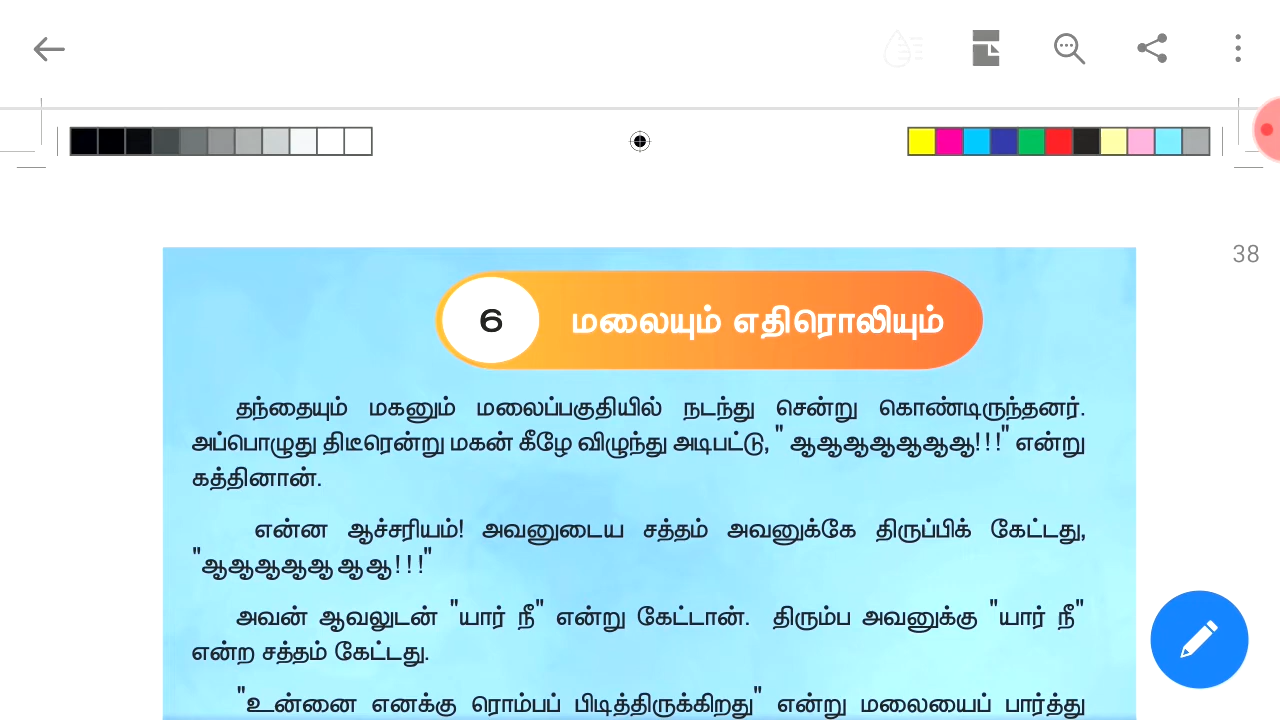 38
6 மலையும் எதிரொலியும்
தந்தையும் மகனும் மலைப்பகுதியில் நடந்து சென்று கொண்டிருந்தனர்.
அப்பொழுது திடீரென்று மகன் கீழே விழுந்து அடிபட்டு, " ஆஆஆஆஆஆஆ!!!" என்று
கத்தினான்.
என்ன ஆச்சரியம்! அவனுடைய சத்தம் அவனுக்கே திருப்பிக் கேட்டது,
"ஆஆஆஆஆ ஆஆ!!!"
அவன் ஆவலுடன் "யார் நீ" என்று கேட்டான். திரும்ப அவனுக்கு "யார் நீ"
என்ற சத்தம் கேட்டது.
"உன்னை எனக்கு ரொம்பப் பிடித்திருக்கிறது" என்று மலையைப் பார்த்து